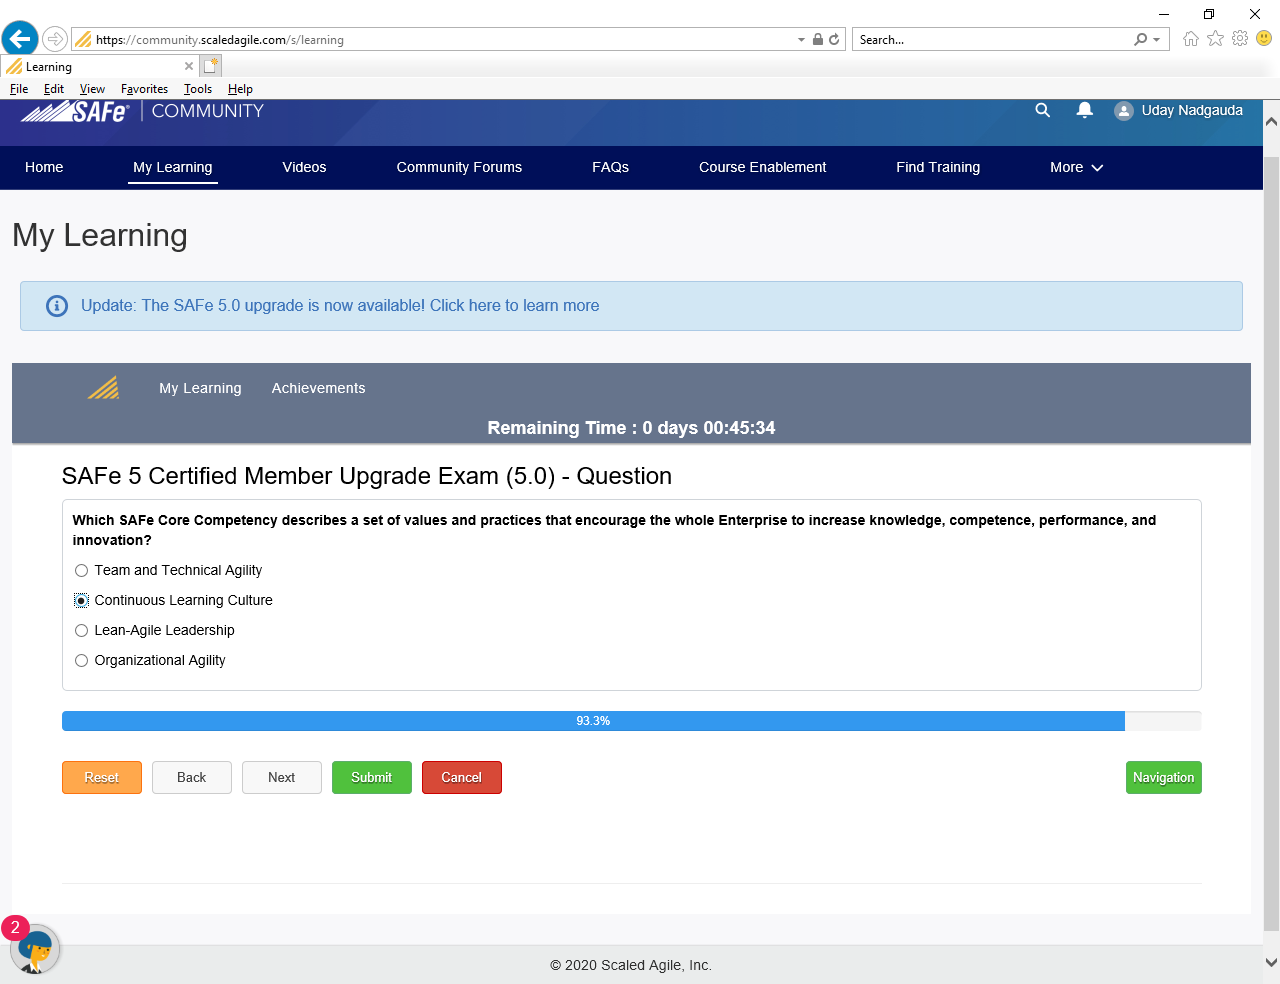 https://community.scaledagile.com/s/learning
Search...
Learning
File Edit View Favorites Tools Help
SAFe® COMMUNITY
Uday Nadgauda
Home My Learning Videos Community Forums FAQs Course Enablement Find Training More
My Learning
Update: The SAFe 5.0 upgrade is now available! Click here to learn more
My Learning Achievements
Remaining Time : 0 days 00:45:34
SAFe 5 Certified Member Upgrade Exam (5.0) - Question
Which SAFe Core Competency describes a set of values and practices that encourage the whole Enterprise to increase knowledge, competence, performance, and
innovation?
Team and Technical Agility
Continuous Learning Culture
Lean-Agile Leadership
Organizational Agility
93.3%
Reset Back Next Submit Cancel Navigation
2
© 2020 Scaled Agile, Inc.